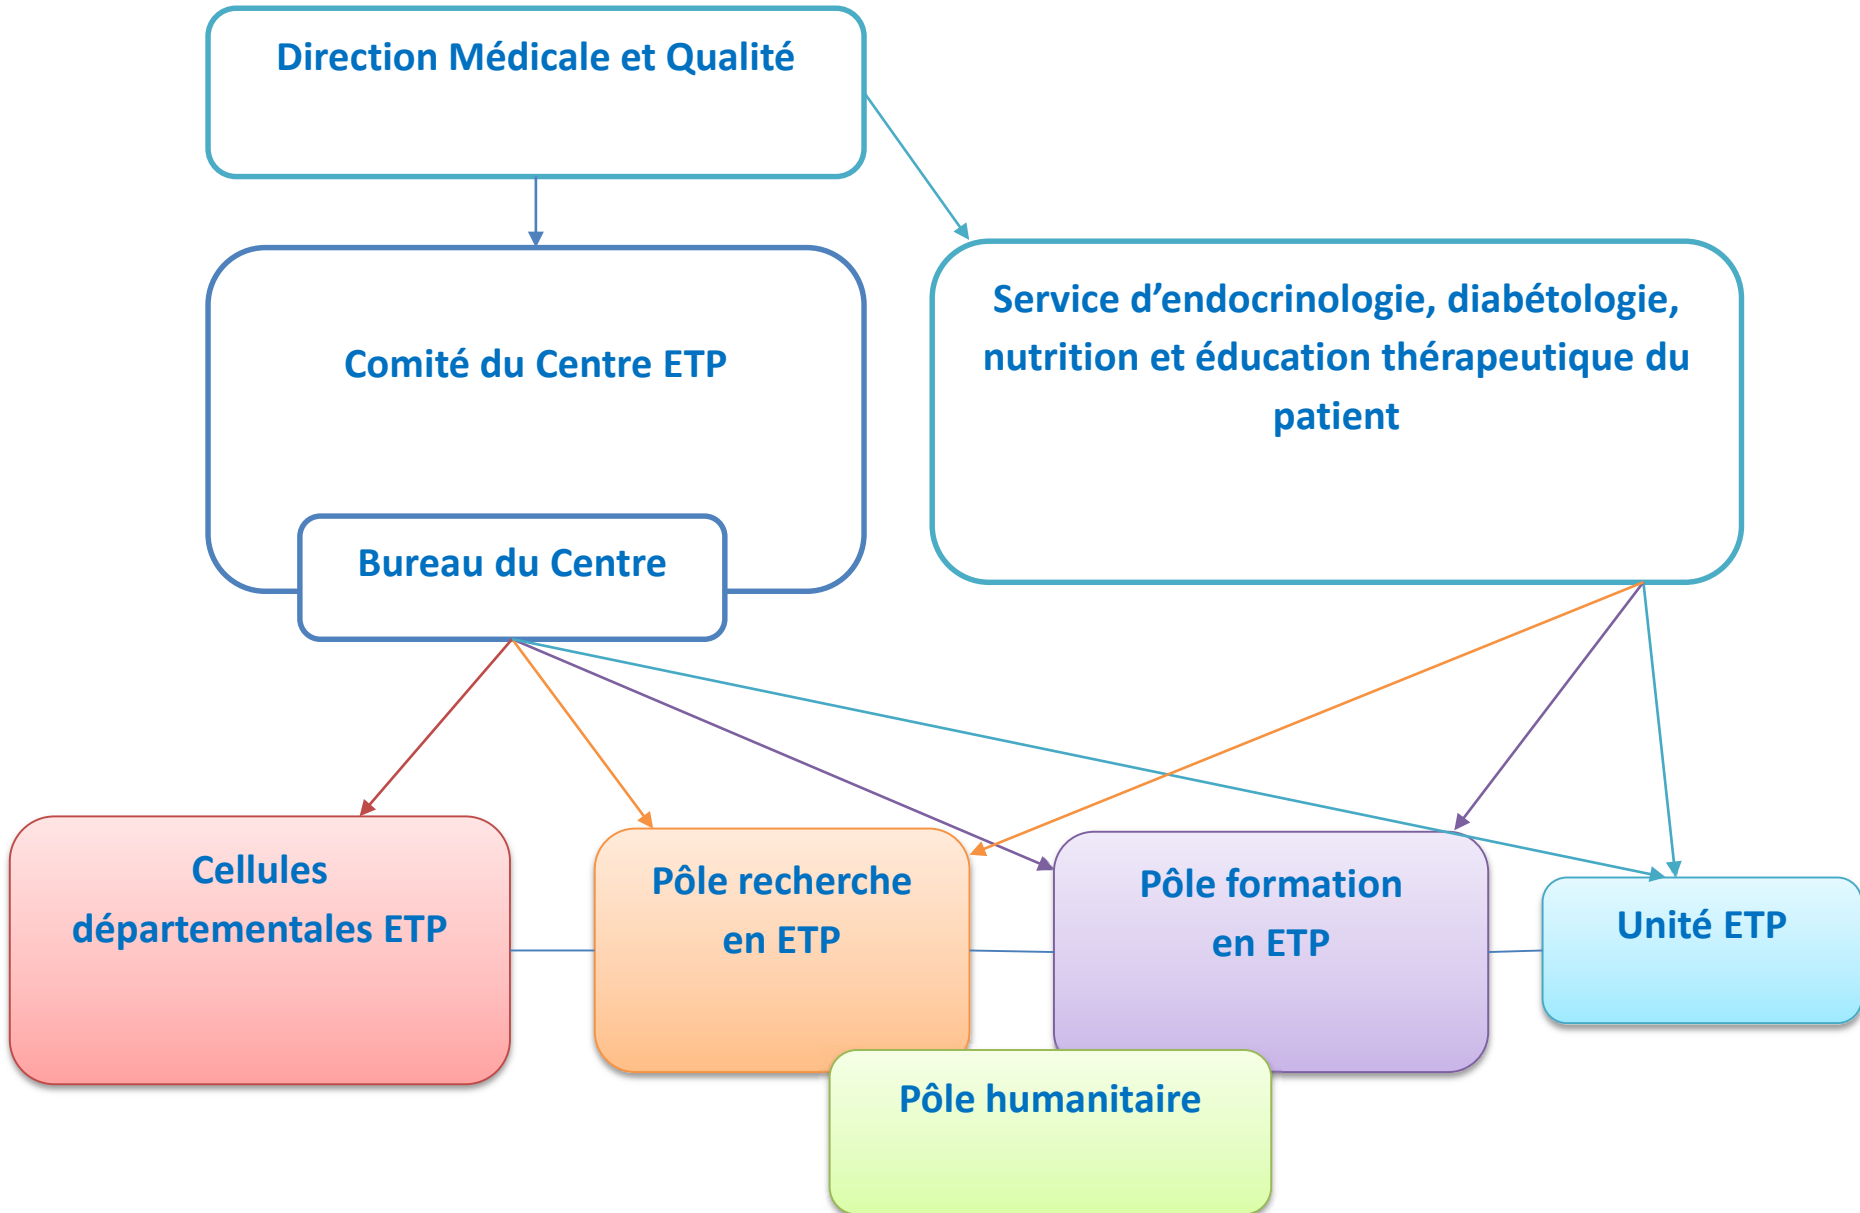 Direction Médicale et Qualité
Service d’endocrinologie, diabétologie,
nutrition et éducation thérapeutique du
patient
Comité du Centre ETP
Bureau du Centre
Cellules
départementales ETP
Pôle recherche
en ETP
Pôle formation
en ETP
Unité ETP
Pôle humanitaire